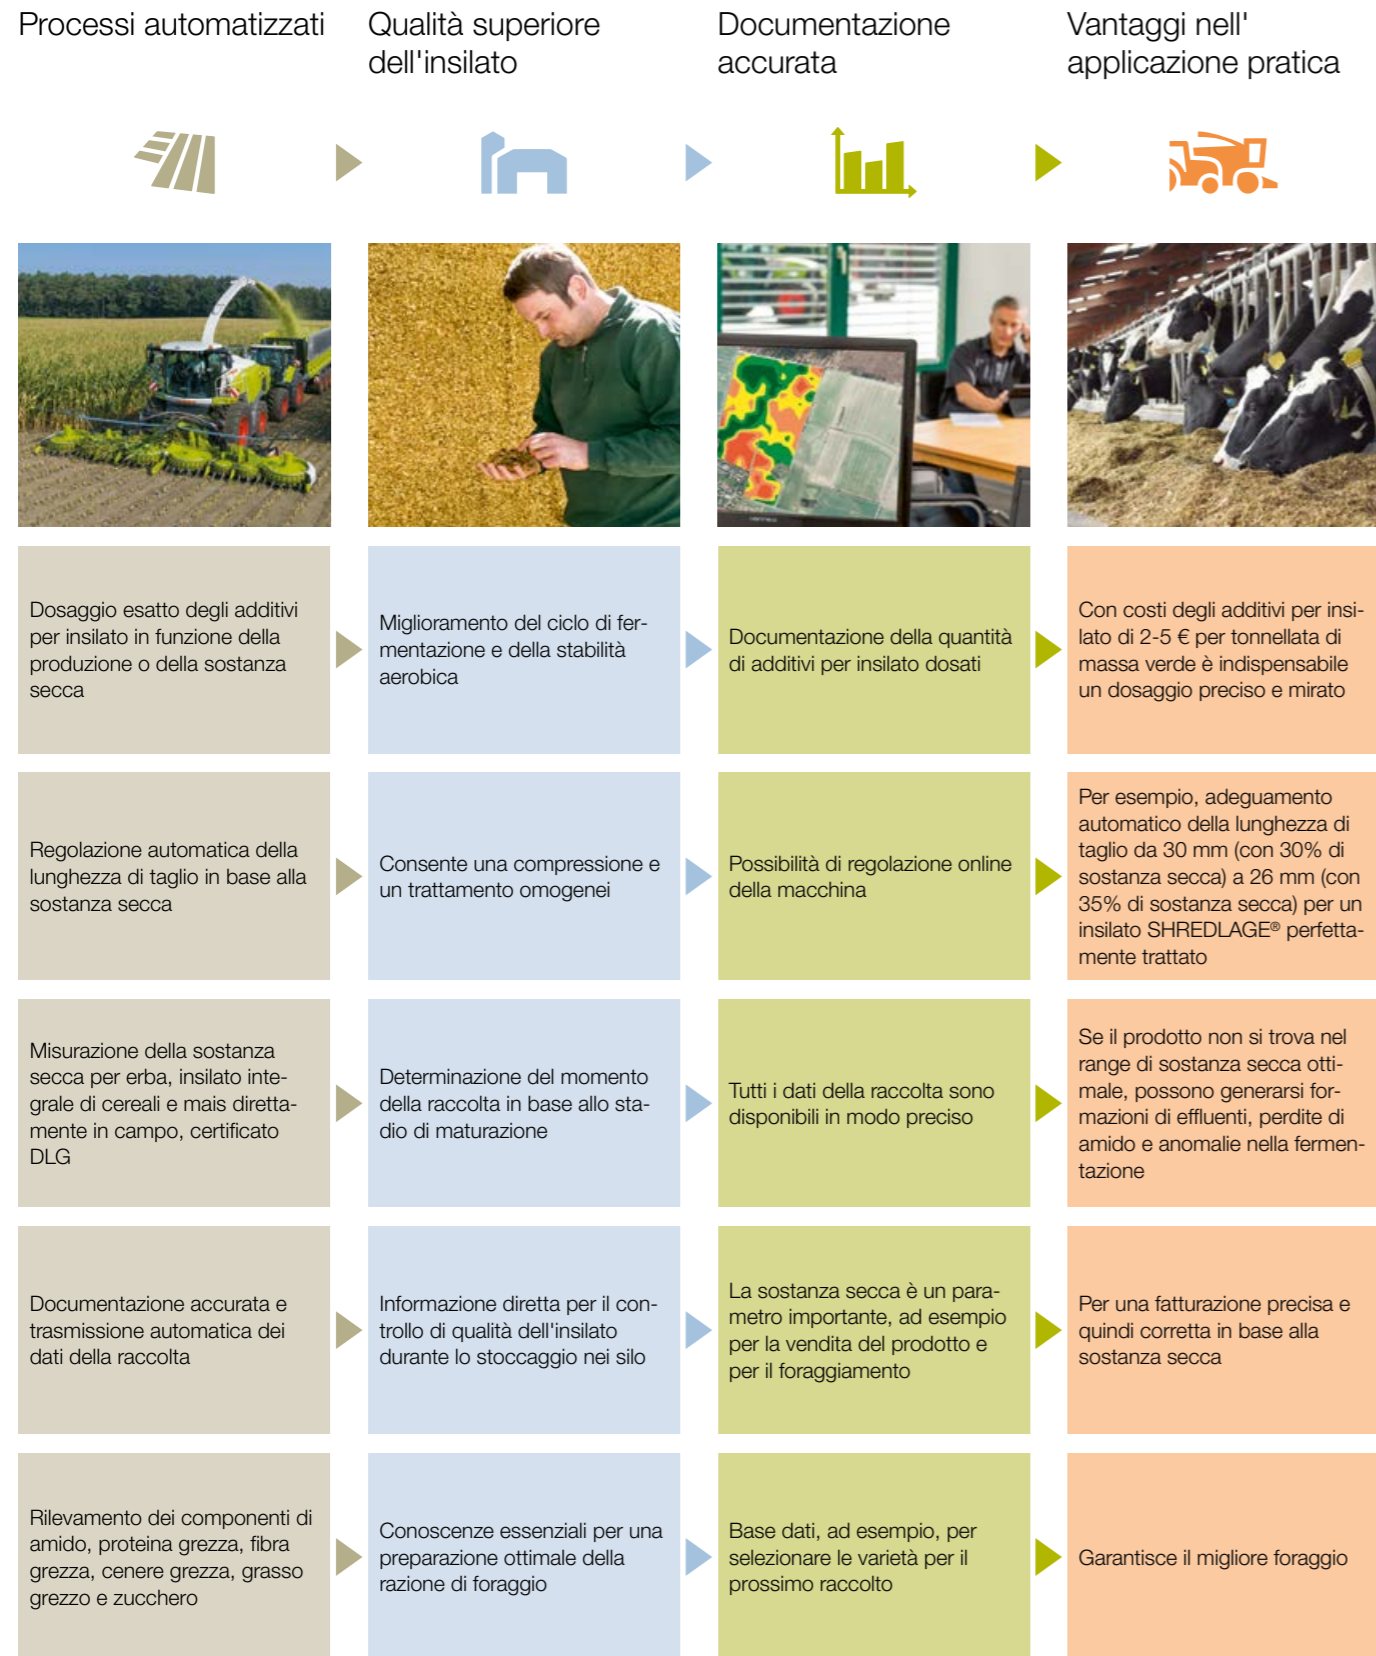 Processi automatizzati
Qualità superiore
dell'insilato
Documentazione
accurata
Vantaggi nell'
applicazione pratica
Dosaggio esatto degli additivi
per insilato in funzione della
produzione o della sostanza
secca
Miglioramento del ciclo di fer-
mentazione e della stabilità
aerobica
Documentazione della quantità
di additivi per insilato dosati
Con costi degli additivi per insi-
lato di 2-5 € per tonnellata di
massa verde è indispensabile
un dosaggio preciso e mirato
Regolazione automatica della
lunghezza di taglio in base alla
sostanza secca
Consente una compressione e
un trattamento omogenei
Possibilità di regolazione online
della macchina
Per esempio, adeguamento
automatico della lunghezza di
taglio da 30 mm (con 30% di
sostanza secca) a 26 mm (con
35% di sostanza secca) per un
insilato SHREDLAGE® perfetta-
mente trattato
Misurazione della sostanza
secca per erba, insilato inte-
grale di cereali e mais diretta-
mente in campo, certificato
DLG
Determinazione del momento
della raccolta in base allo sta-
dio di maturazione
Tutti i dati della raccolta sono
disponibili in modo preciso
Se il prodotto non si trova nel
range di sostanza secca otti-
male, possono generarsi for-
mazioni di effluenti, perdite di
amido e anomalie nella fermen-
tazione
Documentazione accurata e
trasmissione automatica dei
dati della raccolta
Informazione diretta per il con-
trollo di qualità dell'insilato
durante lo stoccaggio nei silo
La sostanza secca è un para-
metro importante, ad esempio
per la vendita del prodotto e
per il foraggiamento
Per una fatturazione precisa e
quindi corretta in base alla
sostanza secca
Rilevamento dei componenti di
amido, proteina grezza, fibra
grezza, cenere grezza, grasso
grezzo e zucchero
Conoscenze essenziali per una
preparazione ottimale della
razione di foraggio
Base dati, ad esempio, per
selezionare le varietà per il
prossimo raccolto
Garantisce il migliore foraggio